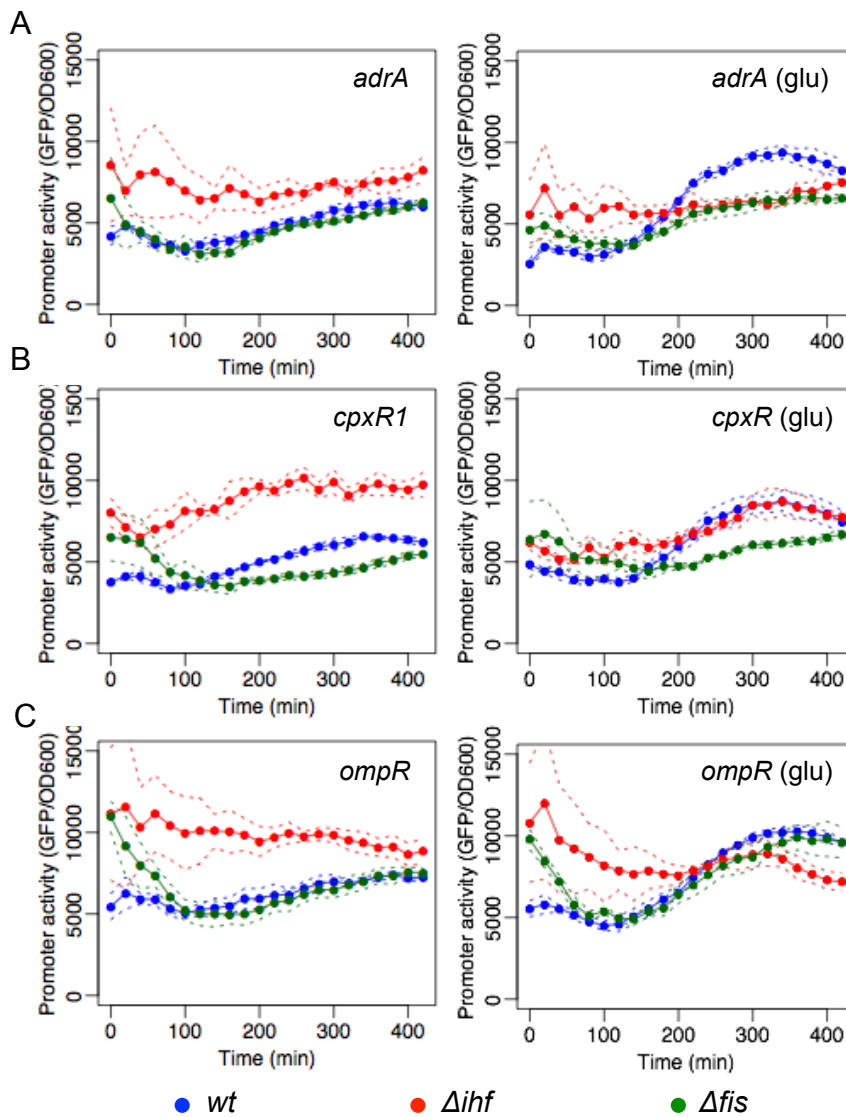 A
Promoter activity (GFP/OD600)
15000
10000
5000
0
adrA
0 100 200 300 400
Time (min)
Promoter activity (GFP/OD600)
15000
10000
5000
0
adrA (glu)
0 100 200 300 400
Time (min)
B
Promoter activity (GFP/OD600)
1500
10000
5000
0
cpxR1
0 100 200 300 400
Time (min)
Promoter activity (GFP/OD600)
1500
10000
5000
0
cpxR (glu)
0 100 200 300 400
Time (min)
C
Promoter activity (GFP/OD600)
15000
10000
5000
0
ompR
0 100 200 300 400
Time (min)
Promoter activity (GFP/OD600)
15000
10000
5000
0
ompR (glu)
0 100 200 300 400
Time (min)
wt Δihf Δfis